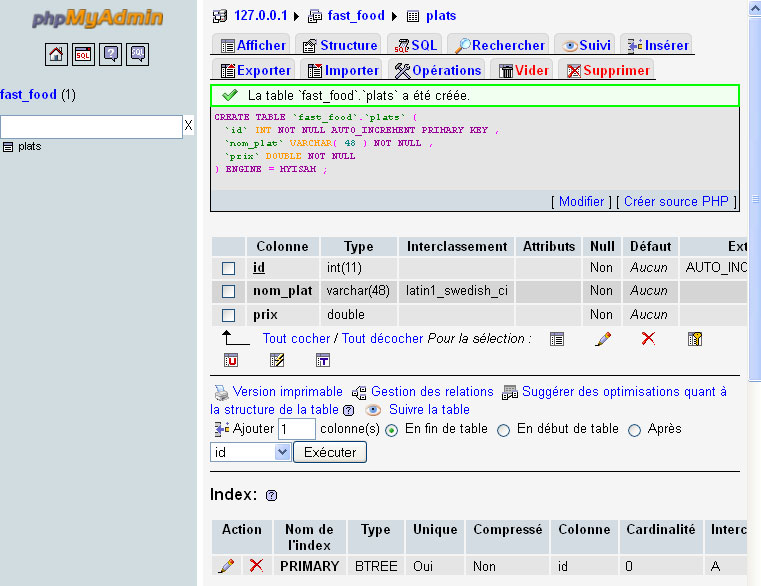 phpMyAdmin
SQL
fast_food (1)
X
plats
127.0.0.1 ▸ fast_food ▸ plats
Afficher Structure SQL Rechercher Suivi Insérer
Exporter Importer Opérations Vider Supprimer
La table `fast_food`.`plats` a été créée.
CREATE TABLE `fast_food`.`plats` (
`id` INT NOT NULL AUTO_INCREMENT PRIMARY KEY ,
`nom_plat` VARCHAR( 48 ) NOT NULL ,
`prix` DOUBLE NOT NULL
) ENGINE = MYISAM ;
[ Modifier ] [ Créer source PHP ]
Colonne Type Interclassement Attributs Null Défaut Ext
id int(11) Non Aucun AUTO_INC
nom_plat varchar(48) latin1_swedish_ci Non Aucun
prix double Non Aucun
Tout cocher / Tout décocher Pour la sélection :
U T
Version imprimable Gestion des relations Suggérer des optimisations quant à
la structure de la table ? Suivre la table
Ajouter 1 colonne(s) En fin de table En début de table Après
id Exécuter
Index: ?
Action Nom de l'index Type Unique Compressé Colonne Cardinalité Interc
PRIMARY BTREE Oui Non id 0 A